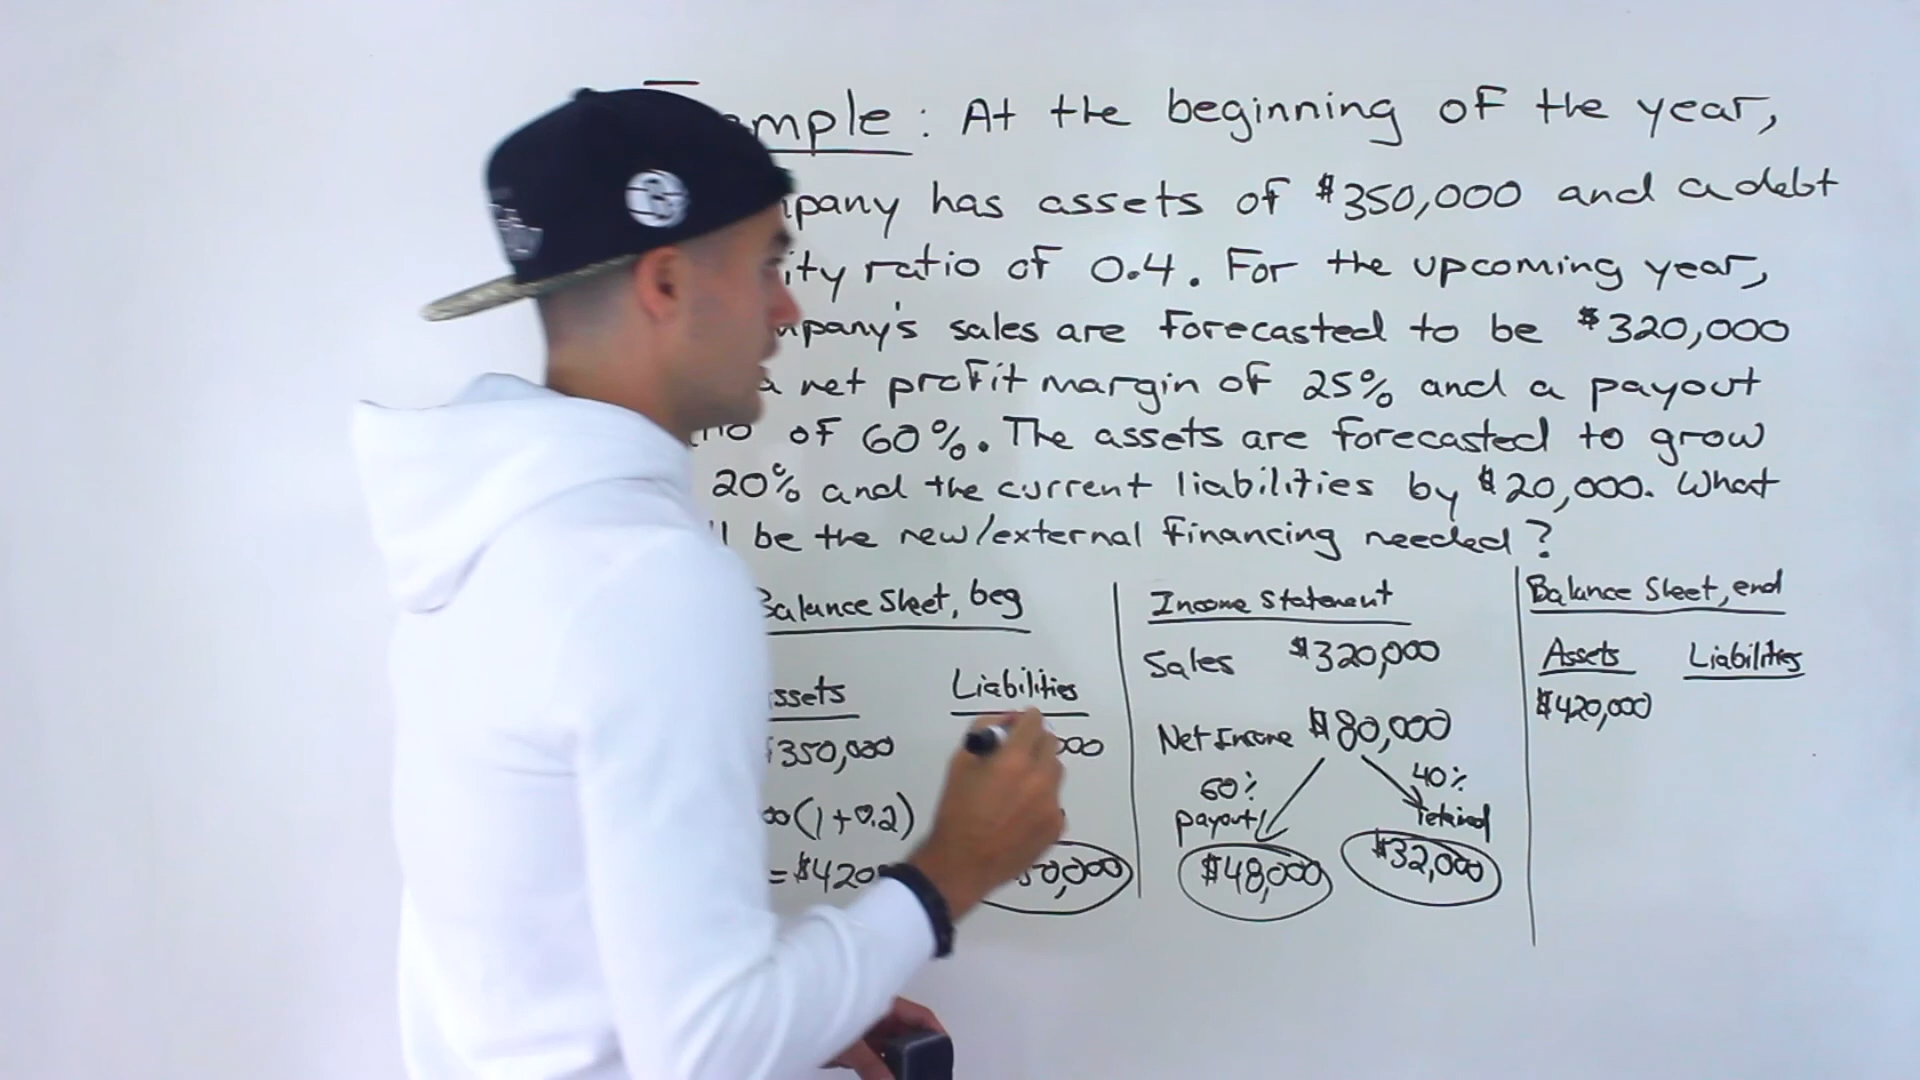 mple: At the beginning of the year,
pany has assets of $350,000 and a debt
ity ratio of 0.4. For the upcoming year,
mpany's sales are forecasted to be $320,000
a net profit margin of 25% and a payout
of 60%. The assets are forecasted to grow
20% and the current liabilities by $20,000. What
be the new/external financing needed?
Balance Sheet, beg
ssets Liabilities
$350,000 000
00(1+0.2)
=$420 50,000
Income Statement
Sales $320,000
Net Income $80,000
60% payout
40% retained
$48,000 $32,000
Balance Sheet, end
Assets Liabilities
$420,000